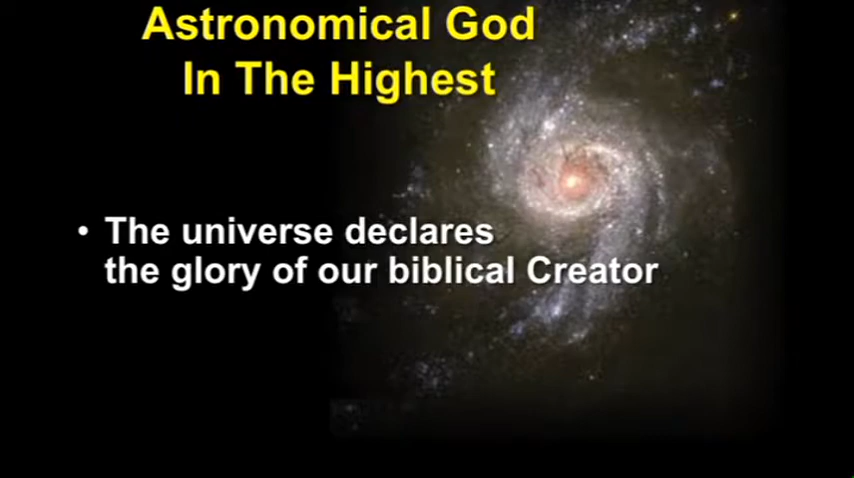 Astronomical God
In The Highest
• The universe declares
the glory of our biblical Creator